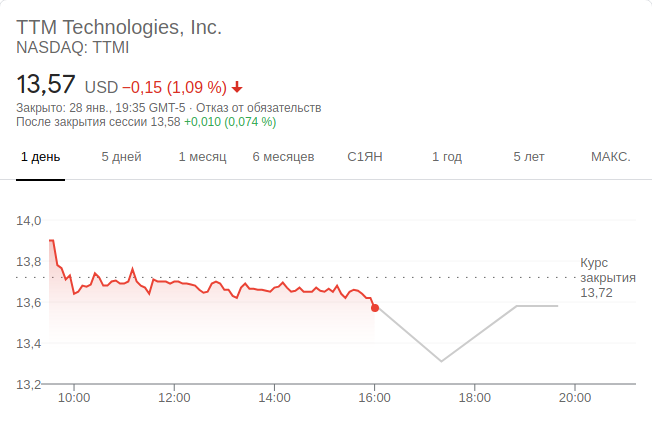 TTM Technologies, Inc.
NASDAQ: TTMI
13,57 USD −0,15 (1,09 %)
Закрыто: 28 янв., 19:35 GMT-5 · Отказ от обязательств
После закрытия сессии 13,58 +0,010 (0,074 %)
1 день 5 дней 1 месяц 6 месяцев С1ЯН 1 год 5 лет МАКС.
14,0
13,8
13,6
13,4
13,2
Курс
закрытия
13,72
10:00 12:00 14:00 16:00 18:00 20:00